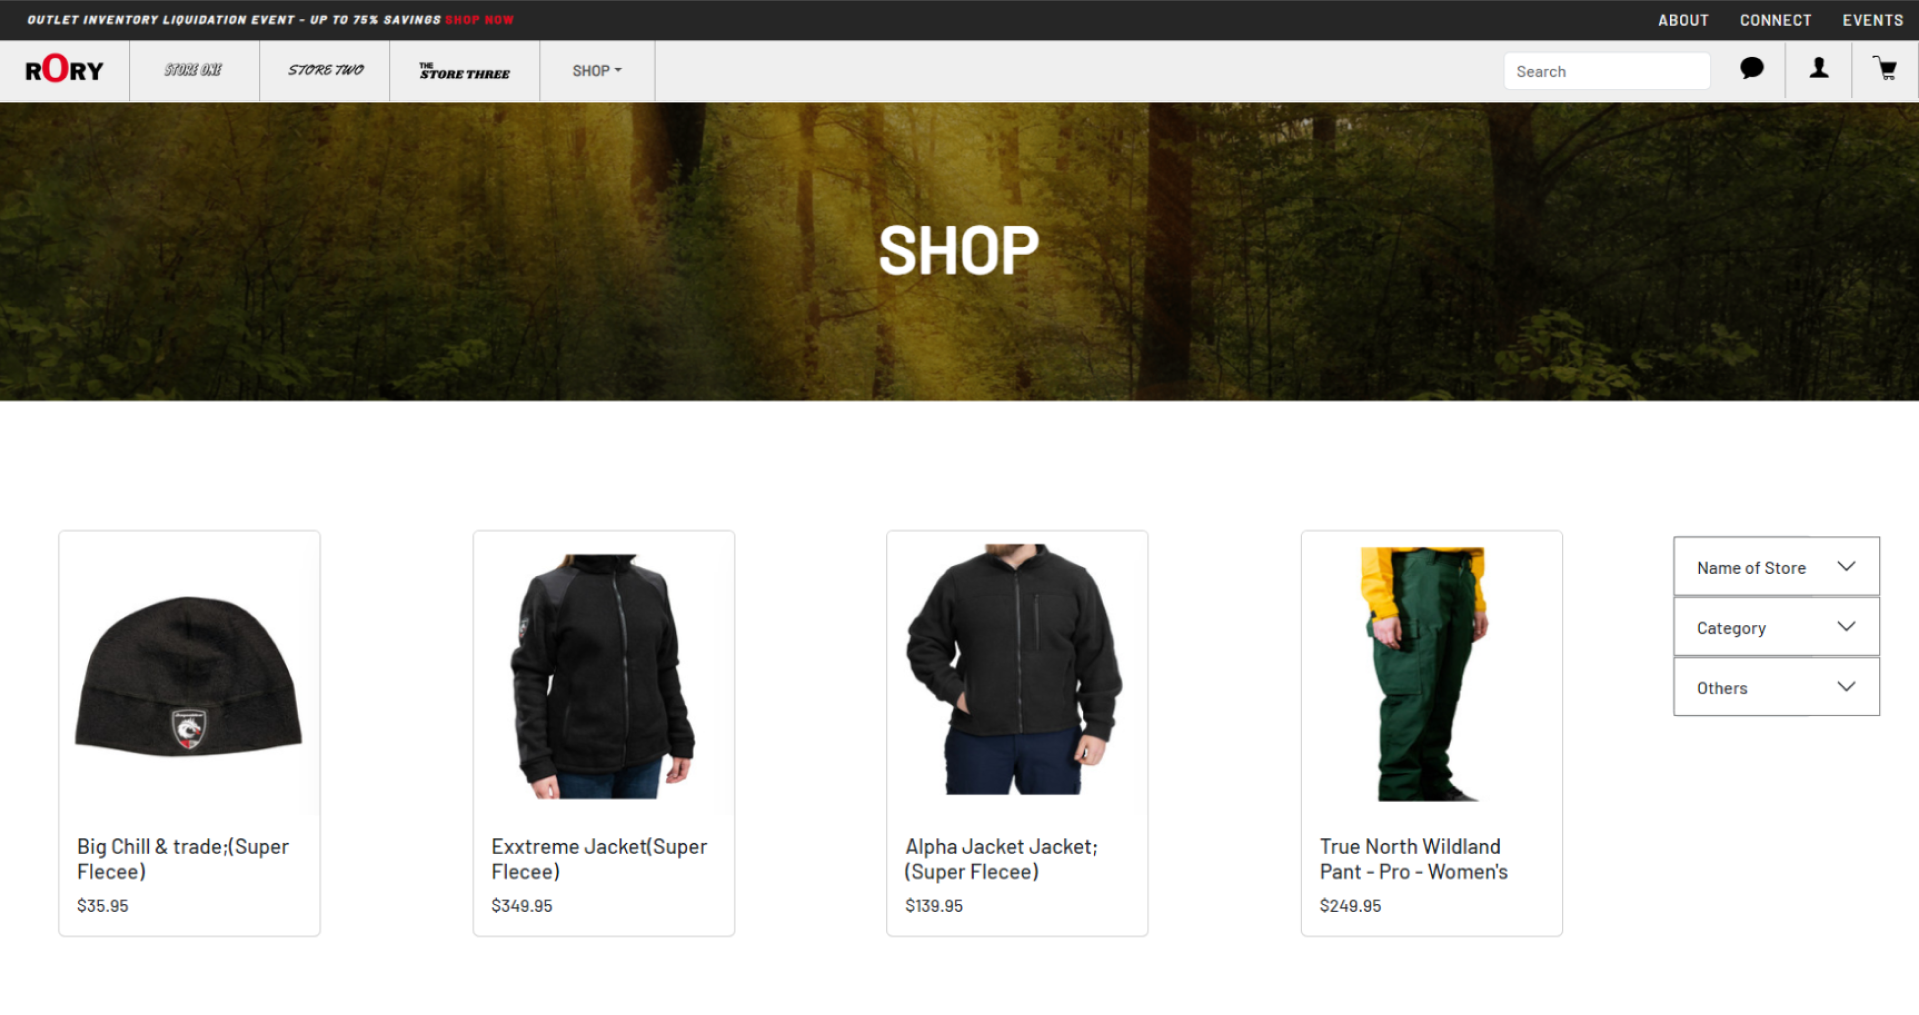 OUTLET INVENTORY LIQUIDATION EVENT - UP TO 75% SAVINGS SHOP NOW
ABOUT CONNECT EVENTS
RORY
STORE ONE
STORE TWO
THE
STORE THREE
SHOP
Search
SHOP
Big Chill & trade;(Super
Flecee)
$35.95
Exxtreme Jacket(Super
Flecee)
$349.95
Alpha Jacket Jacket;
(Super Flecee)
$139.95
True North Wildland
Pant - Pro - Women's
$249.95
Name of Store
Category
Others